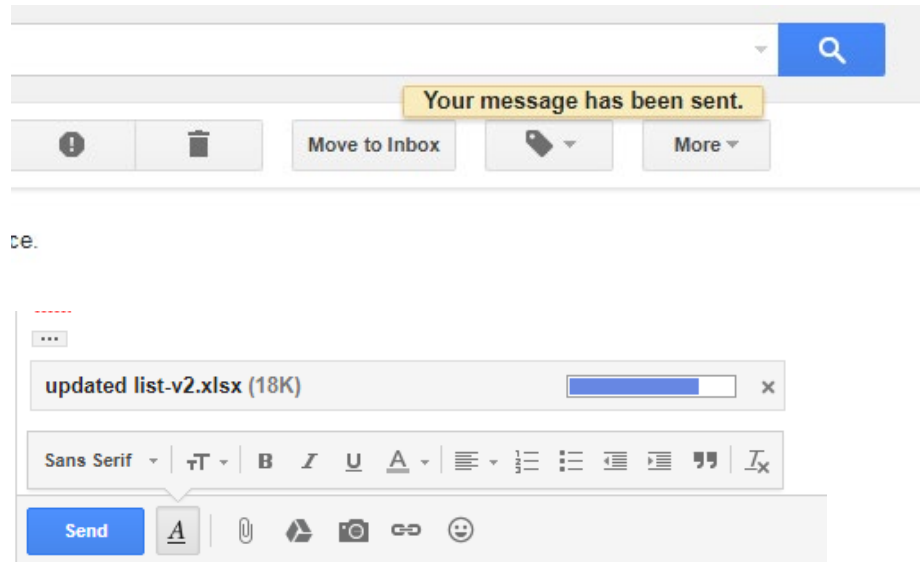 Your message has been sent.
Move to Inbox
More
ce.
...
updated list-v2.xlsx (18K)
Sans Serif
Send